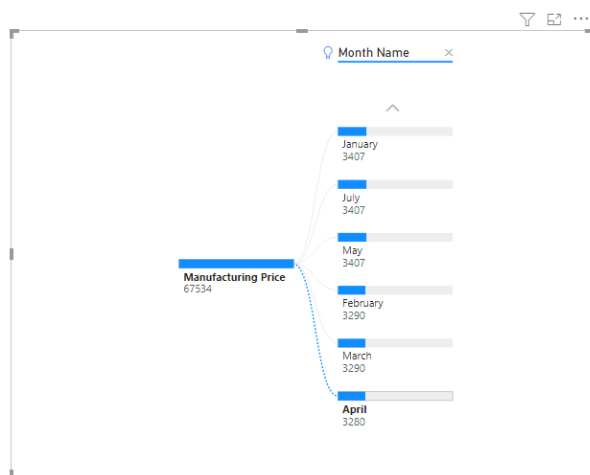 Month Name
January
3407
July
3407
May
3407
Manufacturing Price
67534
February
3290
March
3290
April
3280